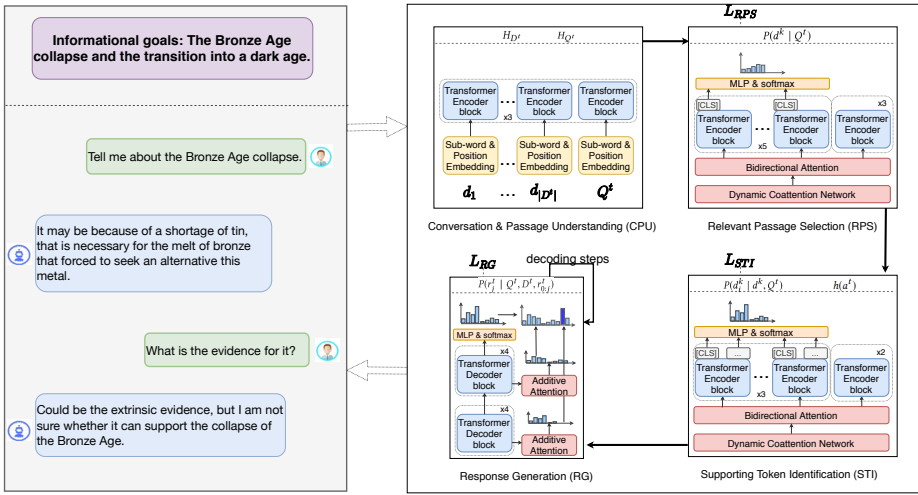 Informational goals: The Bronze Age
collapse and the transition into a dark age.
Tell me about the Bronze Age collapse.
It may be because of a shortage of tin,
that is necessary for the melt of bronze
that forced to seek an alternative this
metal.
What is the evidence for it?
Could be the extrinsic evidence, but I am not
sure whether it can support the collapse of
the Bronze Age.
H_{D^t} H_{Q^t}
Transformer Encoder block ... Transformer Encoder block Transformer Encoder block
x3
Sub-word & Position Embedding ... Sub-word & Position Embedding Sub-word & Position Embedding
d_1 ... d_{|D^t|} Q^t
Conversation & Passage Understanding (CPU)
L_{RPS}
P(d^k | Q^t)
MLP & softmax
[CLS] [CLS] x3
Transformer Encoder block ... Transformer Encoder block Transformer Encoder block
x5
Bidirectional Attention
Dynamic Coattention Network
Relevant Passage Selection (RPS)
L_{RG} decoding steps
P(r_j^t | Q^t, D^t, r_{0:j}^t)
MLP & softmax
x4
Transformer Decoder block
Additive Attention
x4
Transformer Decoder block
Additive Attention
Response Generation (RG)
L_{STI}
P(d_i^k | d^k, Q^t) h(a^t)
MLP & softmax
[CLS] ... [CLS] ... x2
Transformer Encoder block ... Transformer Encoder block Transformer Encoder block
x3
Bidirectional Attention
Dynamic Coattention Network
Supporting Token Identification (STI)